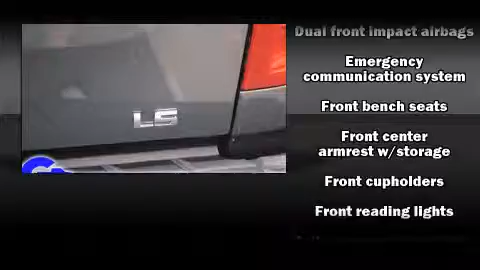 LS
Dual front impact airbags
Emergency
communication system
Front bench seats
Front center
armrest w/storage
Front cupholders
Front reading lights